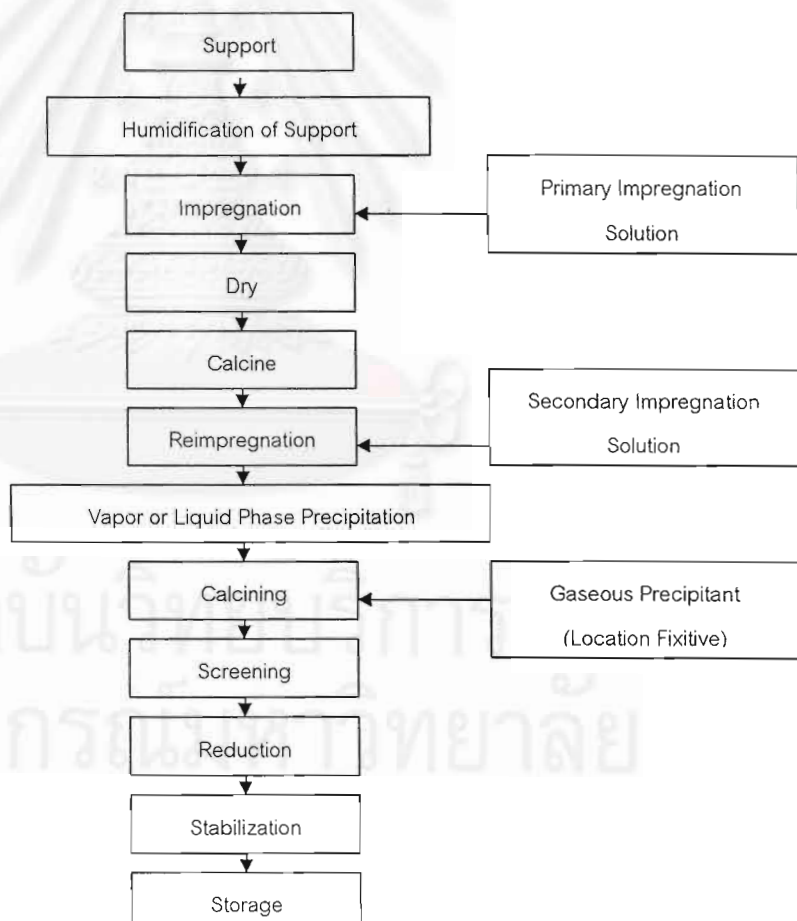 Support
Humidification of Support
Impregnation
Primary Impregnation
Solution
Dry
Calcine
Reimpregnation
Secondary Impregnation
Solution
Vapor or Liquid Phase Precipitation
Calcining
Gaseous Precipitant
(Location Fixitive)
Screening
Reduction
Stabilization
Storage